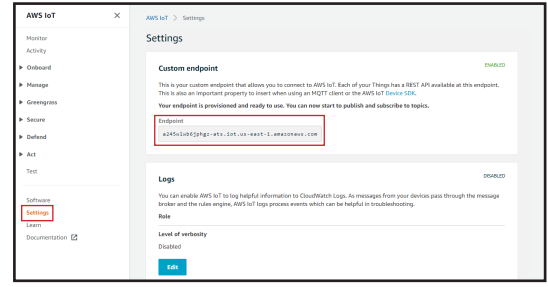 AWS IoT
Monitor
Activity
Onboard
Manage
Greengrass
Secure
Defend
Act
Test
Software
Settings
Learn
Documentation
AWS IoT > Settings
Settings
Custom endpoint
ENABLED
This is your custom endpoint that allows you to connect to AWS IoT. Each of your Things has a REST API available at this endpoint.
This is also an important property to insert when using an MQTT client or the AWS IoT Device SDK.
Your endpoint is provisioned and ready to use. You can now start to publish and subscribe to topics.
Endpoint
.iot.us-east-1.amazonaws.com
Logs
DISABLED
You can enable AWS IoT to log helpful information to CloudWatch Logs. As messages from your devices pass through the message
broker and the rules engine, AWS IoT logs process events which can be helpful in troubleshooting.
Role
Level of verbosity
Disabled
Edit